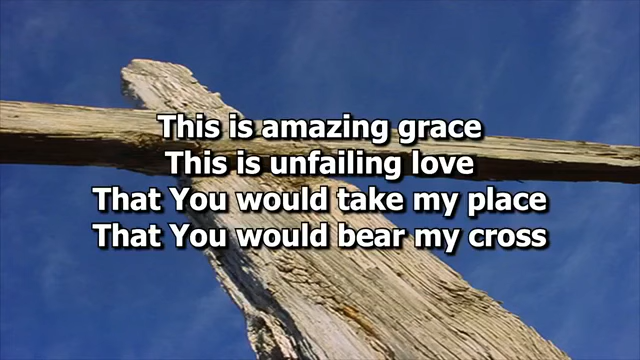 This is amazing grace
This is unfailing love
That You would take my place
That You would bear my cross